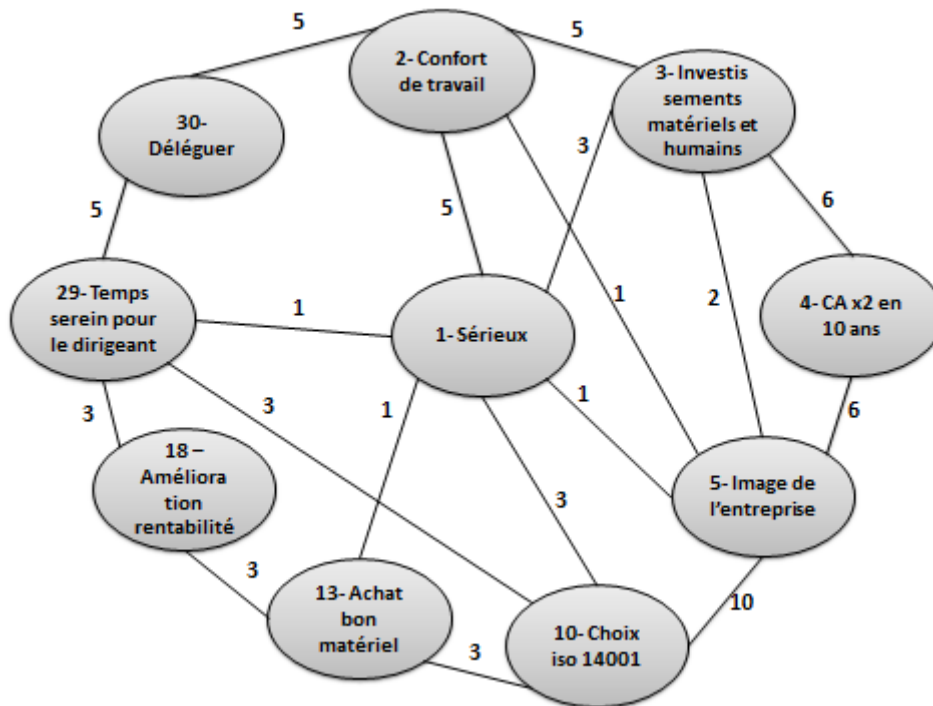 5
5
2- Confort
de travail
3- Investis
sements
matériels et
humains
30-
Déléguer
3
5
5
6
29- Temps
serein pour
le dirigeant
1
1
2
4- CA x2 en
10 ans
1- Sérieux
3
3
1
1
6
18 –
Améliora
tion
rentabilité
5- Image de
l'entreprise
3
3
13- Achat
bon
matériel
10
10- Choix
iso 14001
3